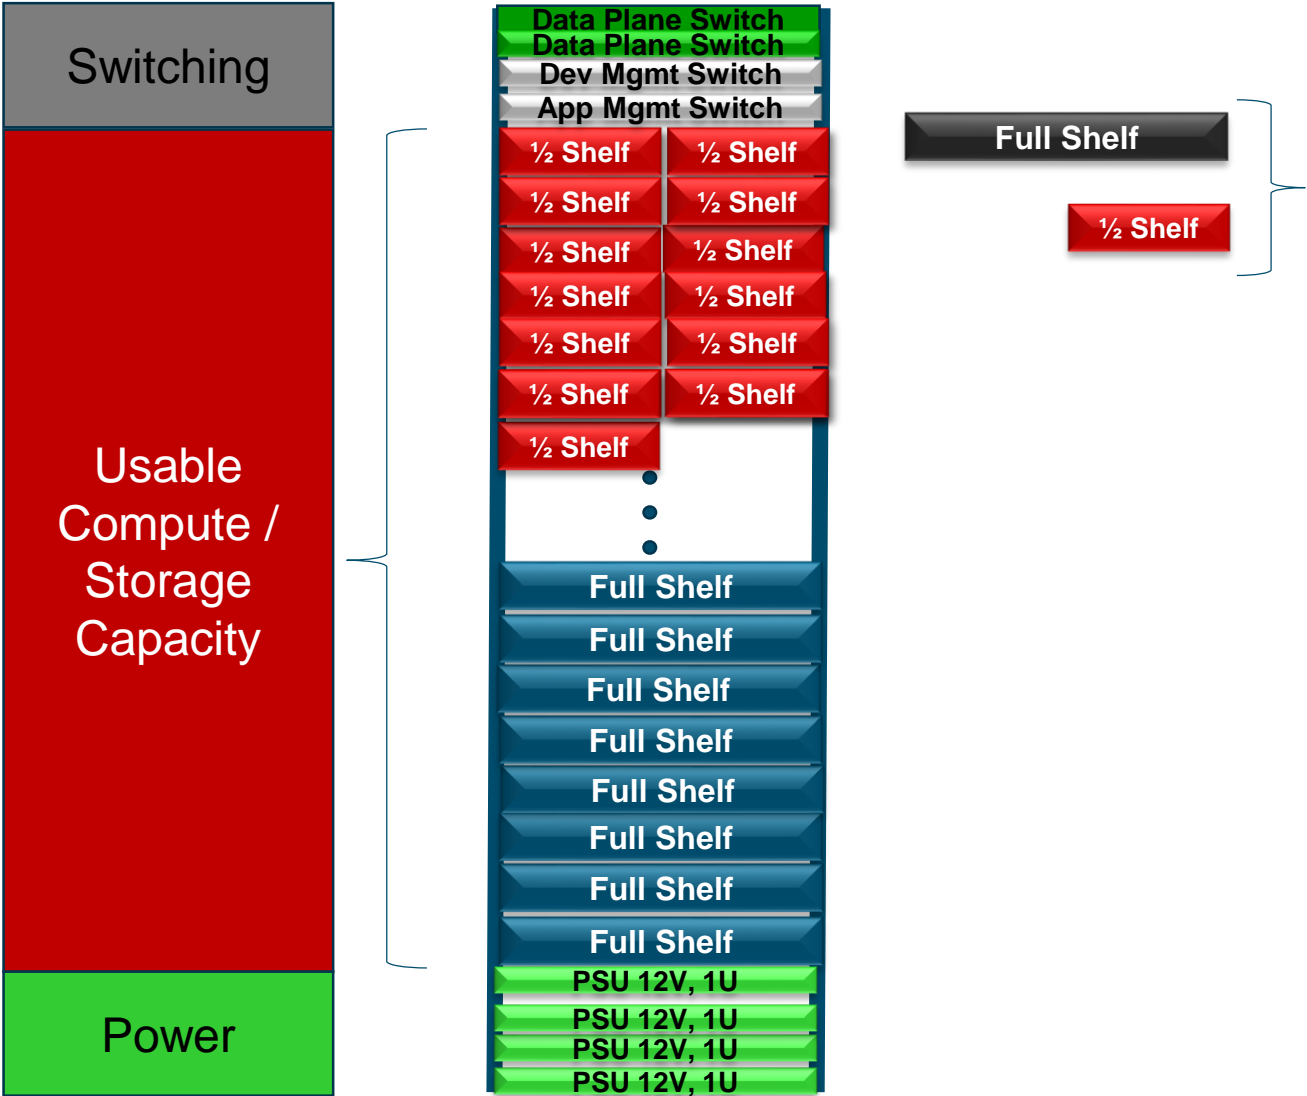 Switching
Usable
Compute /
Storage
Capacity
Power
Data Plane Switch
Data Plane Switch
Dev Mgmt Switch
App Mgmt Switch
½ Shelf ½ Shelf
½ Shelf ½ Shelf
½ Shelf ½ Shelf
½ Shelf ½ Shelf
½ Shelf ½ Shelf
½ Shelf ½ Shelf
½ Shelf
Full Shelf
Full Shelf
Full Shelf
Full Shelf
Full Shelf
Full Shelf
Full Shelf
Full Shelf
PSU 12V, 1U
PSU 12V, 1U
PSU 12V, 1U
PSU 12V, 1U
Full Shelf
½ Shelf